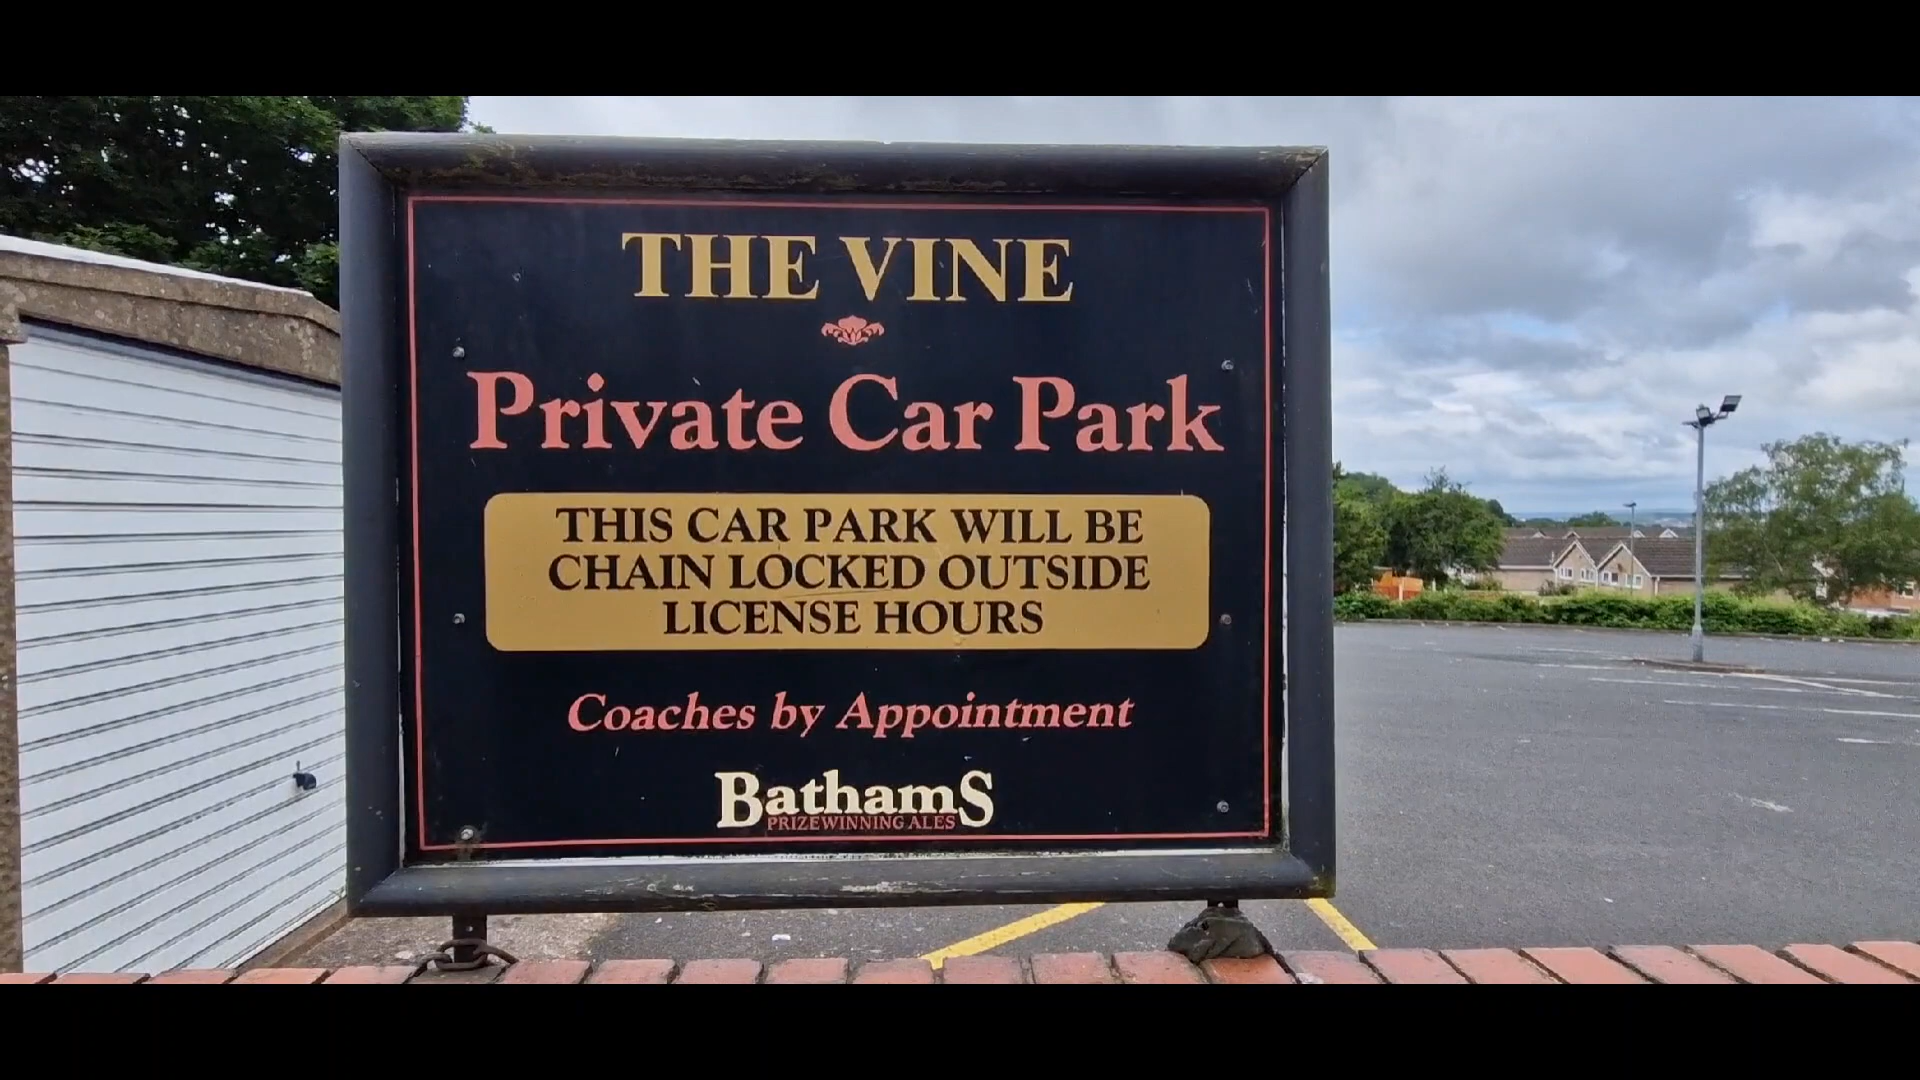 THE VINE
Private Car Park
THIS CAR PARK WILL BE
CHAIN LOCKED OUTSIDE
LICENSE HOURS
Coaches by Appointment
BathamS
PRIZEWINNING ALES